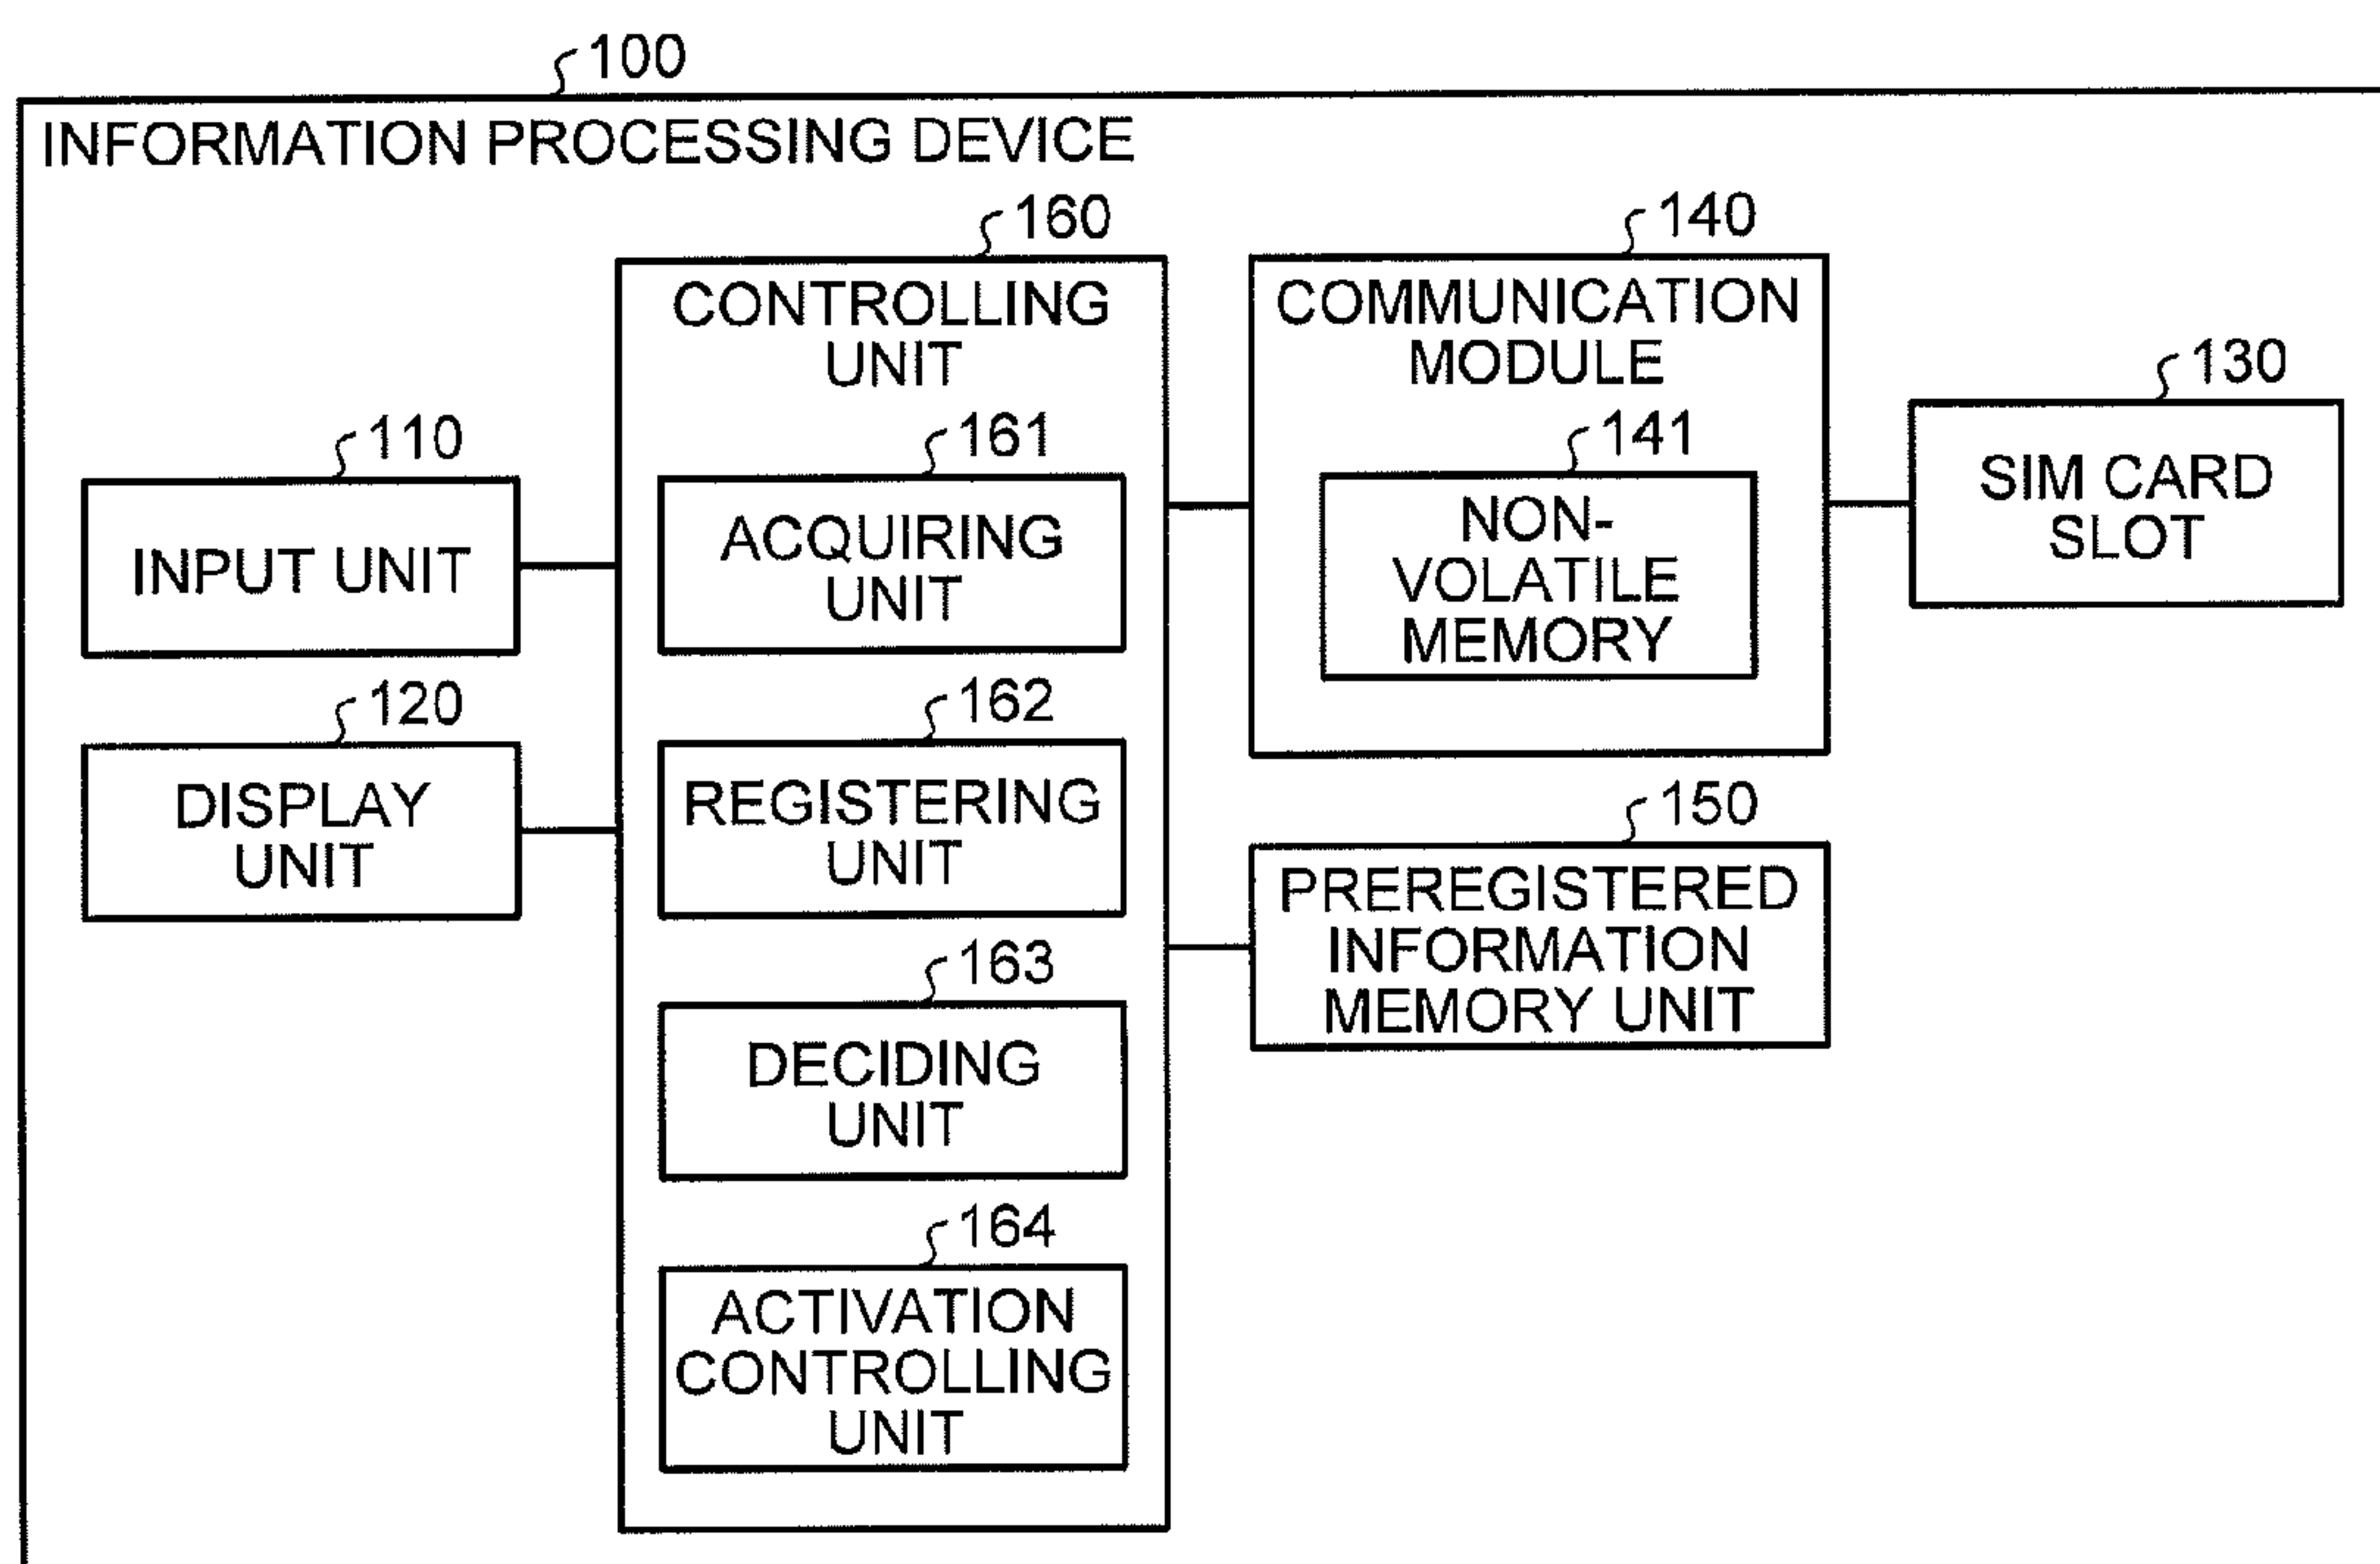 100
INFORMATION PROCESSING DEVICE
160
CONTROLLING
UNIT
140
COMMUNICATION
MODULE
130
SIM CARD
SLOT
110
INPUT UNIT
161
ACQUIRING
UNIT
141
NON-
VOLATILE
MEMORY
120
DISPLAY
UNIT
162
REGISTERING
UNIT
150
PREREGISTERED
INFORMATION
MEMORY UNIT
163
DECIDING
UNIT
164
ACTIVATION
CONTROLLING
UNIT